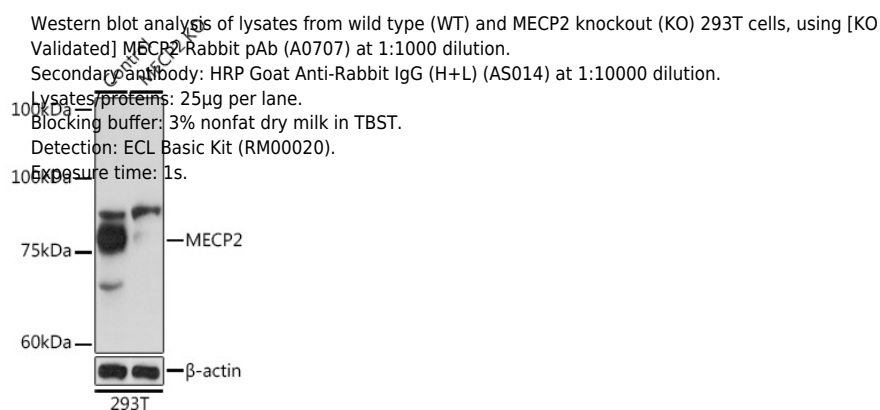 Western blot analysis of lysates from wild type (WT) and MECP2 knockout (KO) 293T cells, using [KO
Validated] MECP2 Rabbit pAb (A0707) at 1:1000 dilution.
Control
MECP2 KO
Secondary antibody: HRP Goat Anti-Rabbit IgG (H+L) (AS014) at 1:10000 dilution.
Lysates/proteins: 25μg per lane.
100kDa
Blocking buffer: 3% nonfat dry milk in TBST.
Detection: ECL Basic Kit (RM00020).
100kDa
Exposure time: 1s.
MECP2
75kDa
60kDa
β-actin
293T